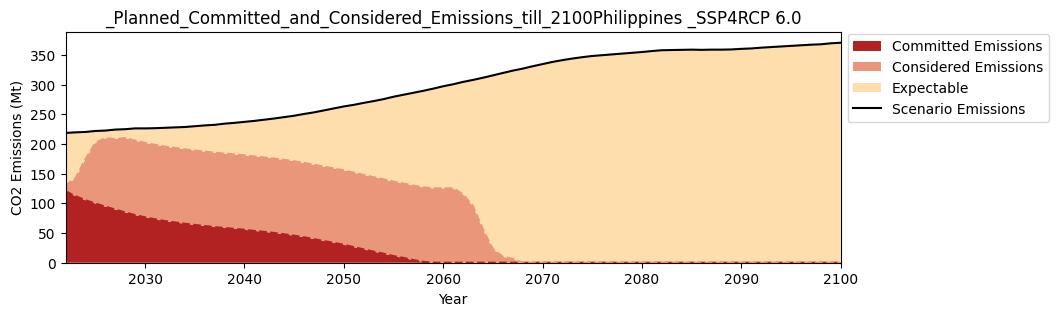 _Planned_Committed_and_Considered_Emissions_till_2100Philippines _SSP4RCP 6.0
CO2 Emissions (Mt)
350
300
250
200
150
100
50
0
2030
2040
2050
2060
2070
2080
2090
2100
Year
Committed Emissions
Considered Emissions
Expectable
Scenario Emissions